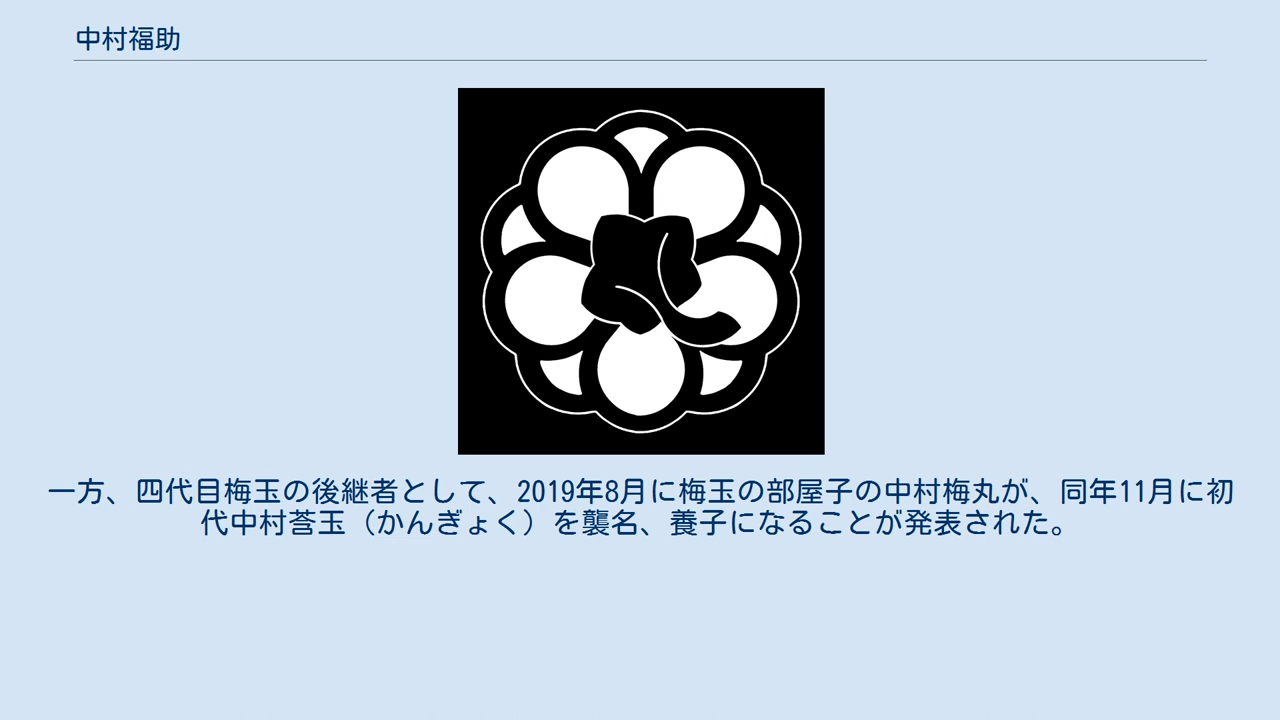 中村福助
一方、四代目梅玉の後継者として、2019年8月に梅玉の部屋子の中村梅丸が、同年11月に初
代中村莟玉（かんぎょく）を襲名、養子になることが発表された。